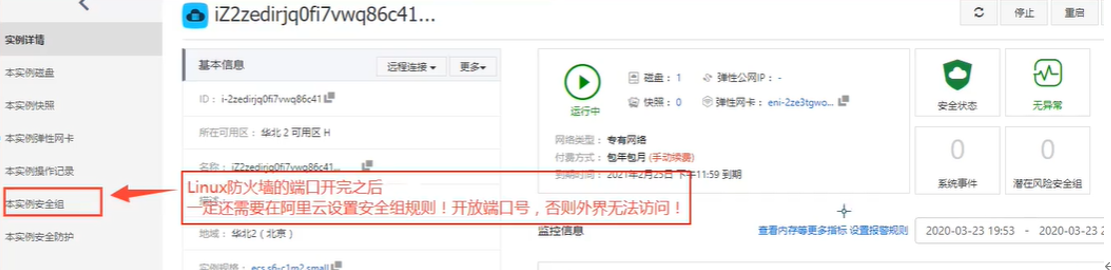 iZ2zedirjq0fi7vwq86c41...
停止
重启
实例详情
本实例磁盘
本实例快照
本实例弹性网卡
本实例操作记录
本实例安全组
本实例安全防护
基本信息
远程连接
更多
ID： i-2zedirjq0fi7vwq86c41
所在可用区： 华北 2 可用区 H
名称： iZ2zedirjq0fi7vwq86c41...
Linux防火墙的端口开完之后
一定还需要在阿里云设置安全组规则！开放端口号，否则外界无法访问！
地域： 华北2（北京）
实例规格： ecs.s6-c1m2.small
运行中
磁盘： 1
弹性公网IP： -
快照： 0
弹性网卡： eni-2ze3tgwo...
网络类型： 专有网络
付费方式： 包年包月 (手动续费)
到期时间： 2021年2月25日 下午11:59 到期
安全状态
无异常
0
系统事件
0
潜在风险安全组
监控信息
查看内存等更多指标 设置报警规则
2020-03-23 19:53 - 2020-03-23 2